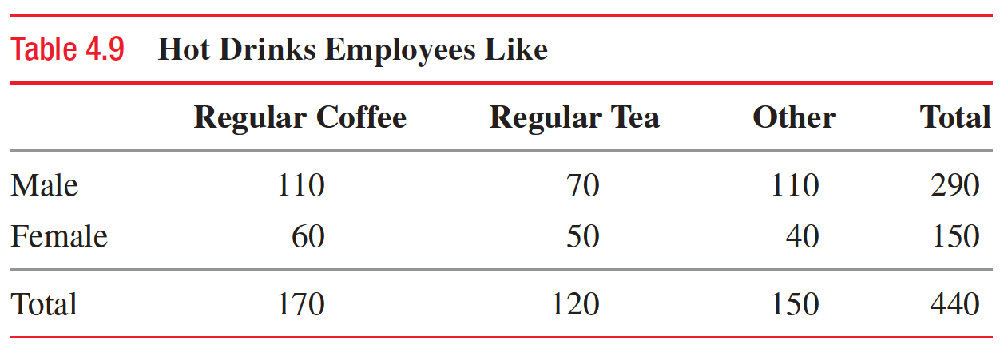 Table 4.9 Hot Drinks Employees Like
Regular Coffee Regular Tea Other Total
Male 110 70 110 290
Female 60 50 40 150
Total 170 120 150 440